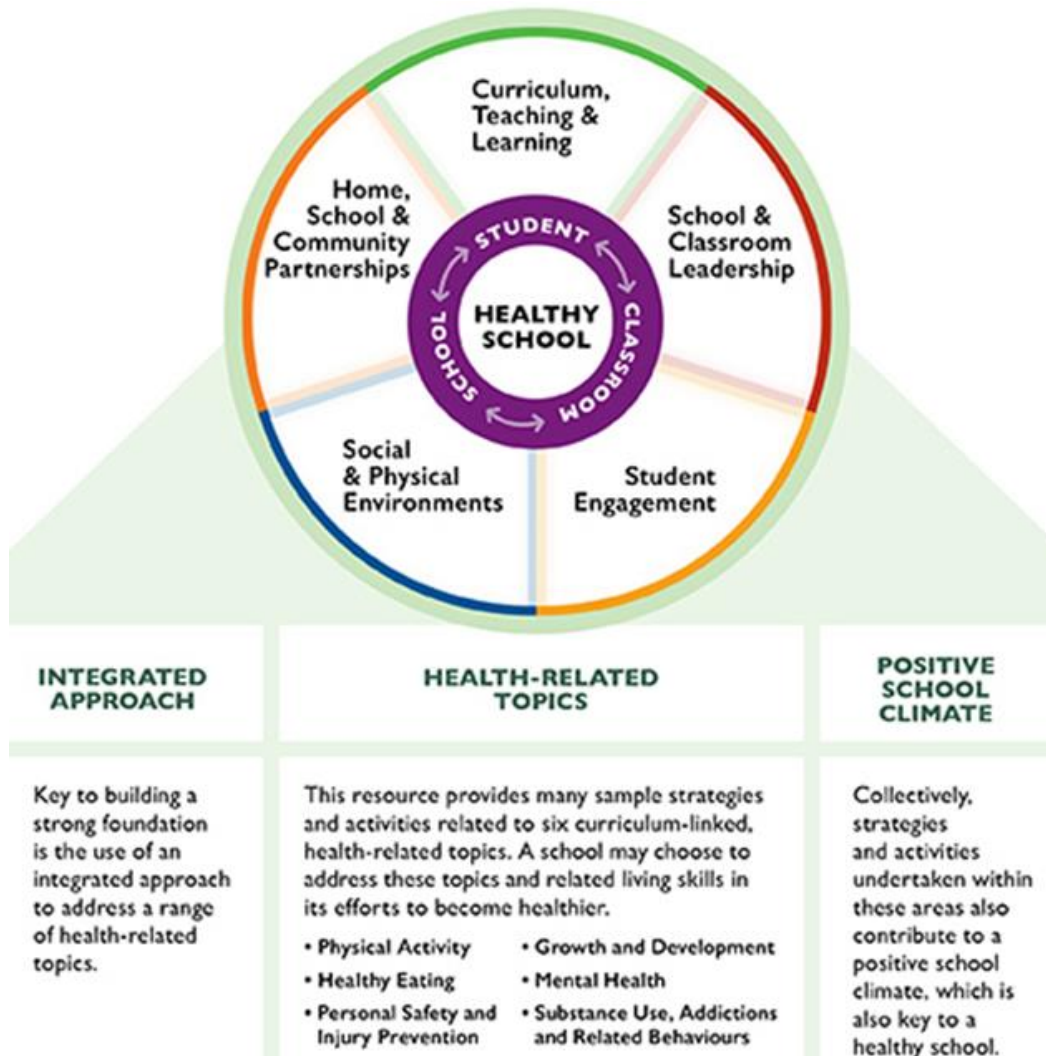 Curriculum,
Teaching &
Learning
Home,
School &
Community
Partnerships
School &
Classroom
Leadership
STUDENT
CLASSROOM
SCHOOL
HEALTHY
SCHOOL
Social
& Physical
Environments
Student
Engagement
INTEGRATED
APPROACH
HEALTH-RELATED
TOPICS
POSITIVE
SCHOOL
CLIMATE
Key to building a
strong foundation
is the use of an
integrated approach
to address a range
of health-related
topics.
This resource provides many sample strategies
and activities related to six curriculum-linked,
health-related topics. A school may choose to
address these topics and related living skills in
its efforts to become healthier.
• Physical Activity
• Healthy Eating
• Personal Safety and
Injury Prevention
• Growth and Development
• Mental Health
• Substance Use, Addictions
and Related Behaviours
Collectively,
strategies
and activities
undertaken within
these areas also
contribute to a
positive school
climate, which is
also key to a
healthy school.